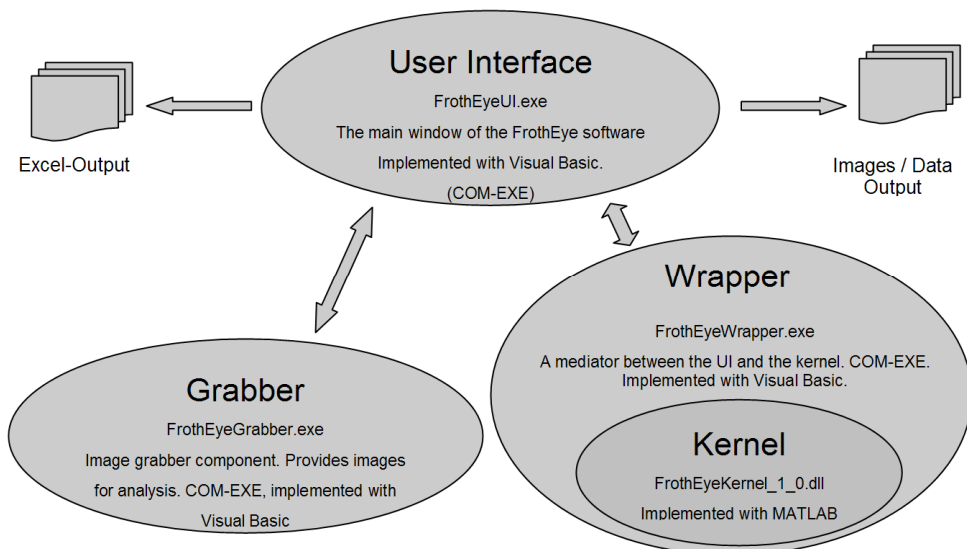 User Interface
FrothEyeUI.exe
The main window of the FrothEye software
Implemented with Visual Basic.
(COM-EXE)
Excel-Output
Images / Data
Output
Wrapper
FrothEyeWrapper.exe
A mediator between the UI and the kernel. COM-EXE.
Implemented with Visual Basic.
Grabber
FrothEyeGrabber.exe
Image grabber component. Provides images
for analysis. COM-EXE, implemented with
Visual Basic
Kernel
FrothEyeKernel_1_0.dll
Implemented with MATLAB